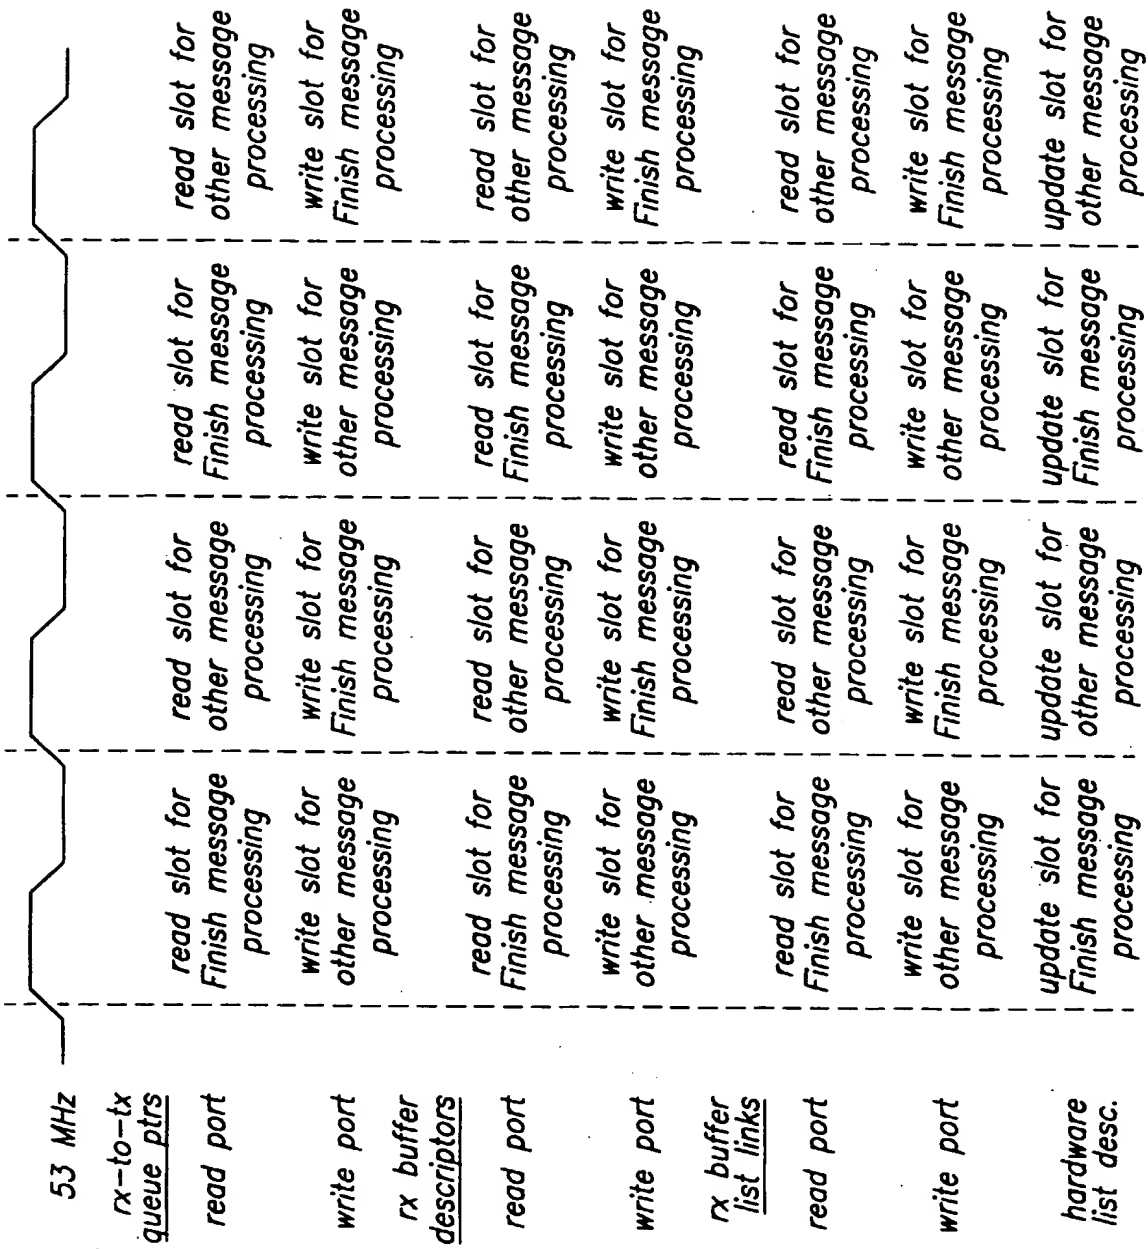 53 MHz
rx-to-tx
queue ptrs
read port
read slot for
Finish message
processing
read slot for
other message
processing
read slot for
Finish message
processing
read slot for
other message
processing
write port
write slot for
other message
processing
write slot for
Finish message
processing
write slot for
other message
processing
write slot for
Finish message
processing
rx buffer
descriptors
read port
read slot for
Finish message
processing
read slot for
other message
processing
read slot for
Finish message
processing
read slot for
other message
processing
write port
write slot for
other message
processing
write slot for
Finish message
processing
write slot for
other message
processing
write slot for
Finish message
processing
rx buffer
list links
read port
read slot for
Finish message
processing
read slot for
other message
processing
read slot for
Finish message
processing
read slot for
other message
processing
write port
write slot for
other message
processing
write slot for
Finish message
processing
write slot for
other message
processing
write slot for
Finish message
processing
hardware
list desc.
update slot for
Finish message
processing
update slot for
other message
processing
update slot for
Finish message
processing
update slot for
other message
processing